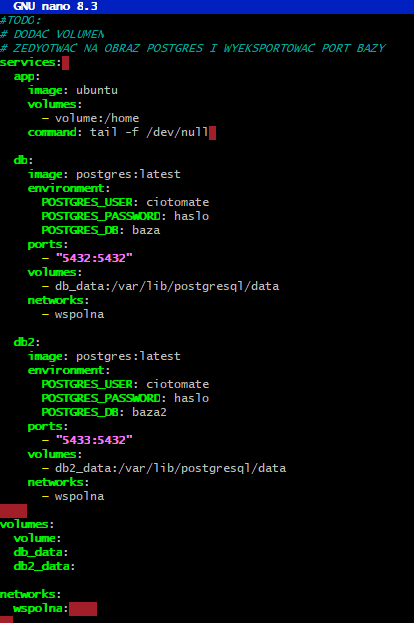 GNU nano 8.3
#TODO:
# DODAĆ VOLUMEN
# ZEDYOTWAĆ NA OBRAZ POSTGRES I WYEKSPORTOWAĆ PORT BAZY
services:
  app:
    image: ubuntu
    volumes:
      - volume:/home
    command: tail -f /dev/null

  db:
    image: postgres:latest
    environment:
      POSTGRES_USER: ciotomate
      POSTGRES_PASSWORD: haslo
      POSTGRES_DB: baza
    ports:
      - "5432:5432"
    volumes:
      - db_data:/var/lib/postgresql/data
    networks:
      - wspolna

  db2:
    image: postgres:latest
    environment:
      POSTGRES_USER: ciotomate
      POSTGRES_PASSWORD: haslo
      POSTGRES_DB: baza2
    ports:
      - "5433:5432"
    volumes:
      - db2_data:/var/lib/postgresql/data
    networks:
      - wspolna

volumes:
  volume:
  db_data:
  db2_data:

networks:
  wspolna: